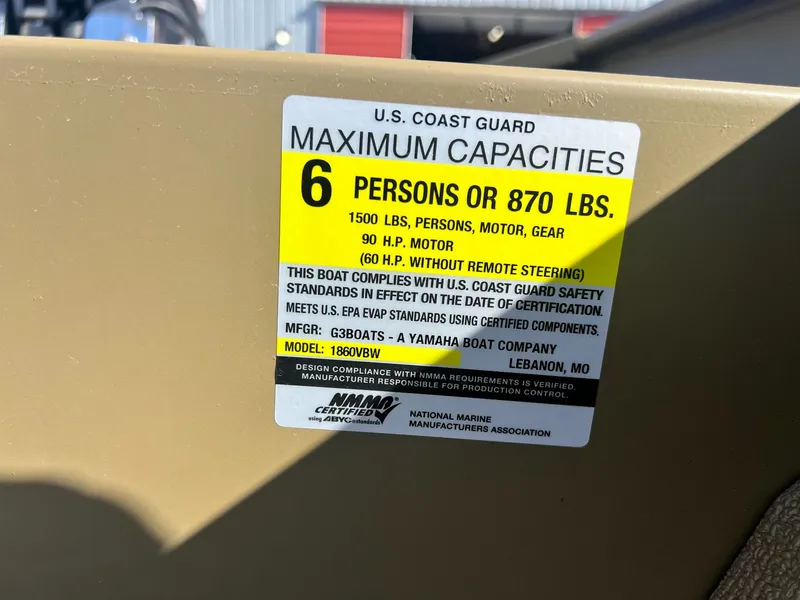 U.S. COAST GUARD
MAXIMUM CAPACITIES
6 PERSONS OR 870 LBS.
1500 LBS, PERSONS, MOTOR, GEAR
90 H.P. MOTOR
(60 H.P. WITHOUT REMOTE STEERING)
THIS BOAT COMPLIES WITH U.S. COAST GUARD SAFETY
STANDARDS IN EFFECT ON THE DATE OF CERTIFICATION.
MEETS U.S. EPA EVAP STANDARDS USING CERTIFIED COMPONENTS.
MFGR: G3BOATS - A YAMAHA BOAT COMPANY
MODEL: 1860VBW LEBANON, MO
DESIGN COMPLIANCE WITH NMMA REQUIREMENTS IS VERIFIED.
MANUFACTURER RESPONSIBLE FOR PRODUCTION CONTROL.
NMMA
CERTIFIED
using ABYC standards
NATIONAL MARINE
MANUFACTURERS ASSOCIATION